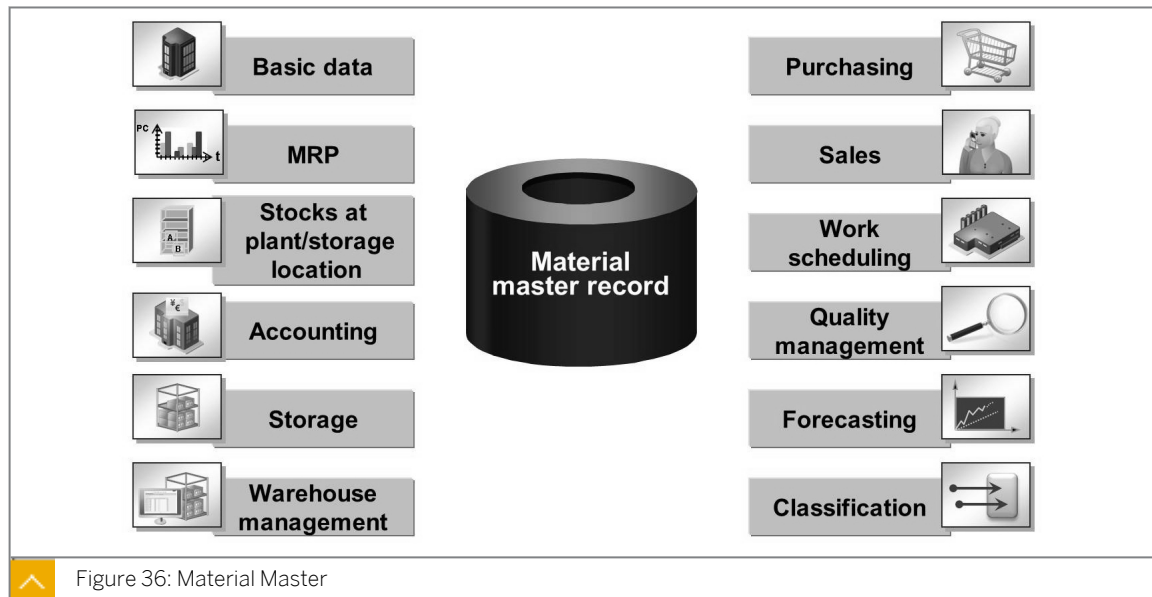 Basic data
PC
t
MRP
A
B
Stocks at
plant/storage
location
¥
€
Accounting
Storage
Warehouse
management
Material
master record
Purchasing
Sales
Work
scheduling
Quality
management
Forecasting
Classification
Figure 36: Material Master